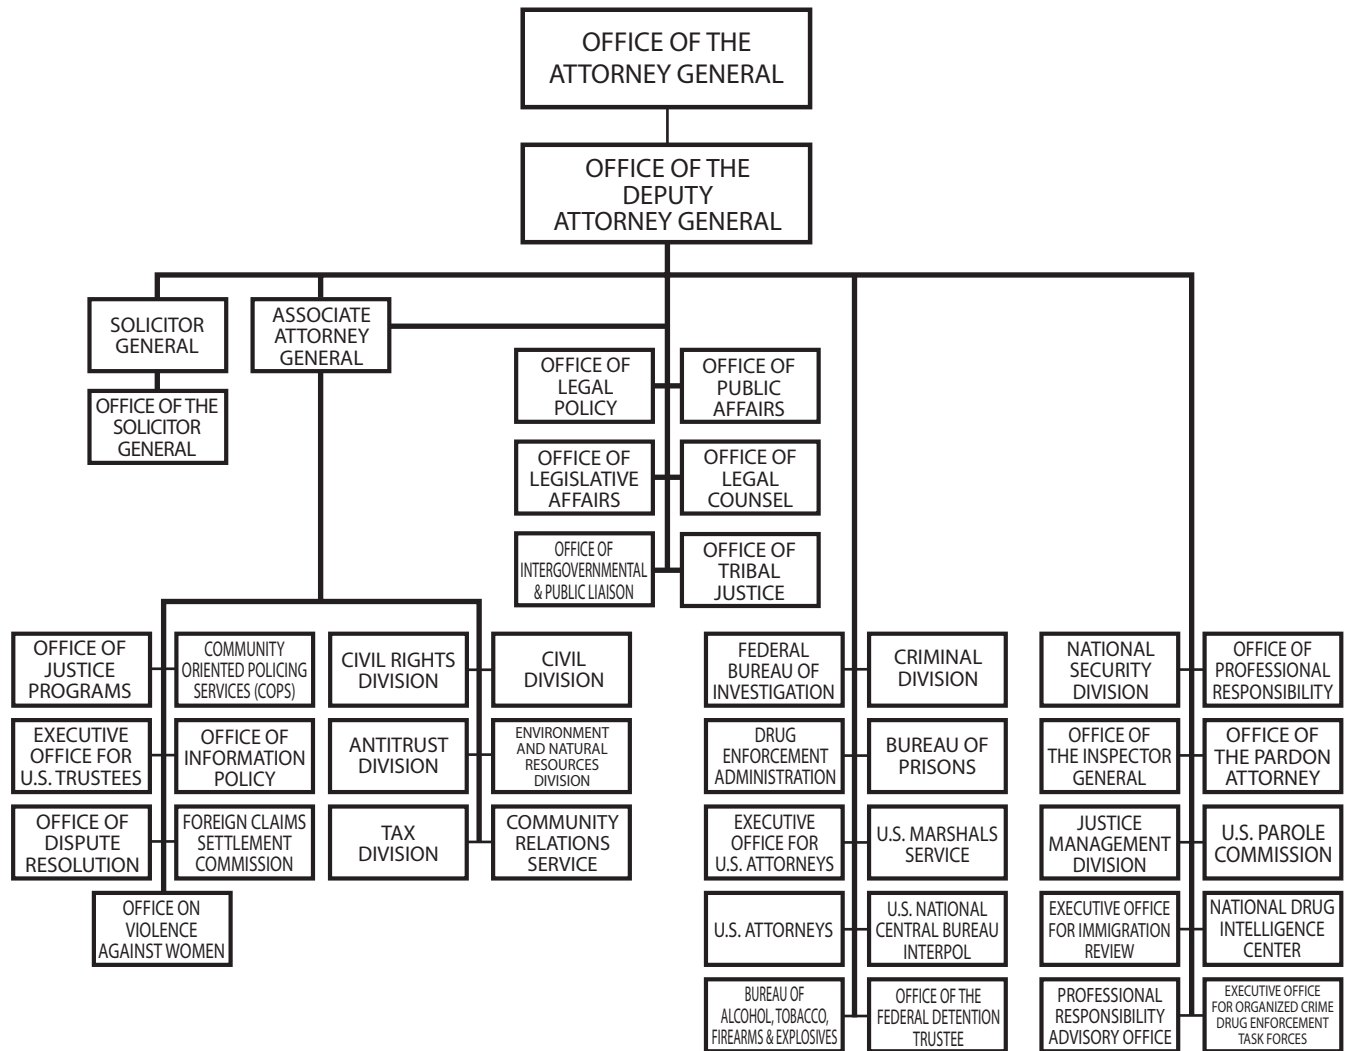 OFFICE OF THE
ATTORNEY GENERAL
OFFICE OF THE
DEPUTY
ATTORNEY GENERAL
SOLICITOR
GENERAL
ASSOCIATE
ATTORNEY
GENERAL
OFFICE OF THE
SOLICITOR
GENERAL
OFFICE OF
LEGAL
POLICY
OFFICE OF
PUBLIC
AFFAIRS
OFFICE OF
LEGISLATIVE
AFFAIRS
OFFICE OF
LEGAL
COUNSEL
OFFICE OF
INTERGOVERNMENTAL
& PUBLIC LIAISON
OFFICE OF
TRIBAL
JUSTICE
OFFICE OF
JUSTICE
PROGRAMS
COMMUNITY
ORIENTED POLICING
SERVICES (COPS)
EXECUTIVE
OFFICE FOR
U.S. TRUSTEES
OFFICE OF
INFORMATION
POLICY
OFFICE OF
DISPUTE
RESOLUTION
FOREIGN CLAIMS
SETTLEMENT
COMMISSION
OFFICE ON
VIOLENCE
AGAINST WOMEN
CIVIL RIGHTS
DIVISION
CIVIL
DIVISION
ANTITRUST
DIVISION
ENVIRONMENT
AND NATURAL
RESOURCES
DIVISION
TAX
DIVISION
COMMUNITY
RELATIONS
SERVICE
FEDERAL
BUREAU OF
INVESTIGATION
CRIMINAL
DIVISION
DRUG
ENFORCEMENT
ADMINISTRATION
BUREAU OF
PRISONS
EXECUTIVE
OFFICE FOR
U.S. ATTORNEYS
U.S. MARSHALS
SERVICE
U.S. ATTORNEYS
U.S. NATIONAL
CENTRAL BUREAU
INTERPOL
BUREAU OF
ALCOHOL, TOBACCO,
FIREARMS & EXPLOSIVES
OFFICE OF THE
FEDERAL DETENTION
TRUSTEE
NATIONAL
SECURITY
DIVISION
OFFICE OF
PROFESSIONAL
RESPONSIBILITY
OFFICE OF
THE INSPECTOR
GENERAL
OFFICE OF
THE PARDON
ATTORNEY
JUSTICE
MANAGEMENT
DIVISION
U.S. PAROLE
COMMISSION
EXECUTIVE OFFICE
FOR IMMIGRATION
REVIEW
NATIONAL DRUG
INTELLIGENCE
CENTER
PROFESSIONAL
RESPONSIBILITY
ADVISORY OFFICE
EXECUTIVE OFFICE
FOR ORGANIZED CRIME
DRUG ENFORCEMENT
TASK FORCES